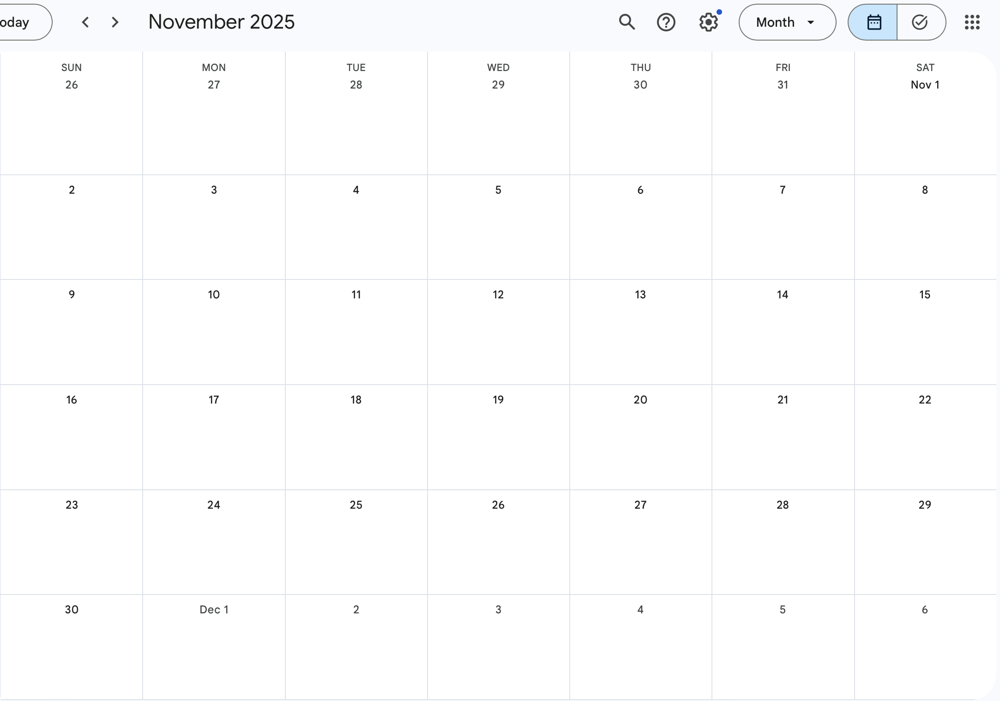 oday November 2025 Month
SUN MON TUE WED THU FRI SAT
26 27 28 29 30 31 Nov 1
2 3 4 5 6 7 8
9 10 11 12 13 14 15
16 17 18 19 20 21 22
23 24 25 26 27 28 29
30 Dec 1 2 3 4 5 6